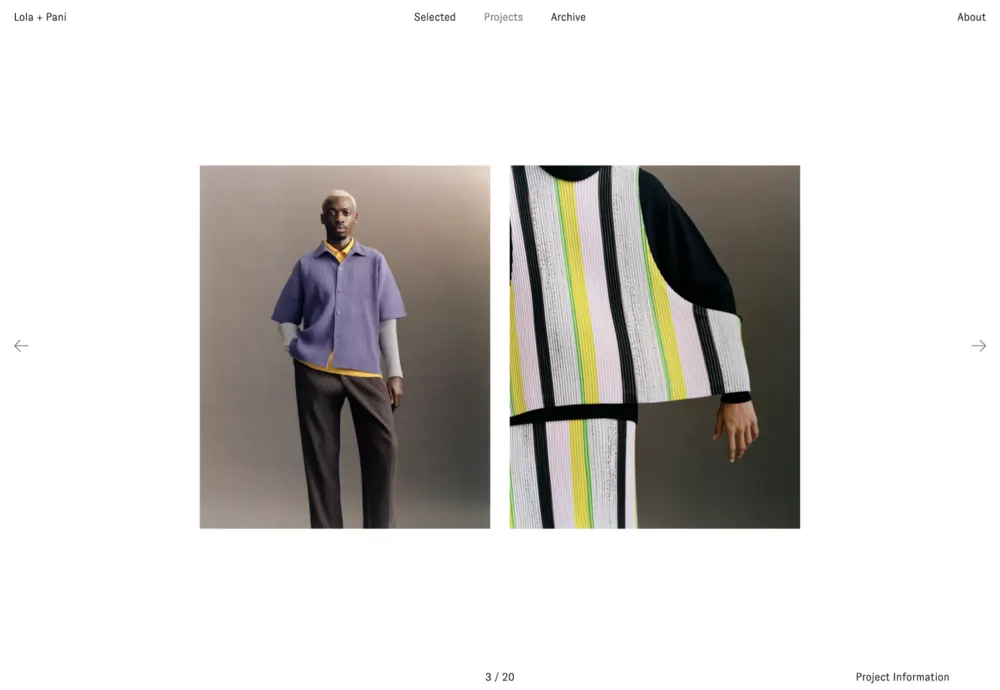 Lola + Pani
Selected
Projects
Archive
About
3 / 20
Project Information